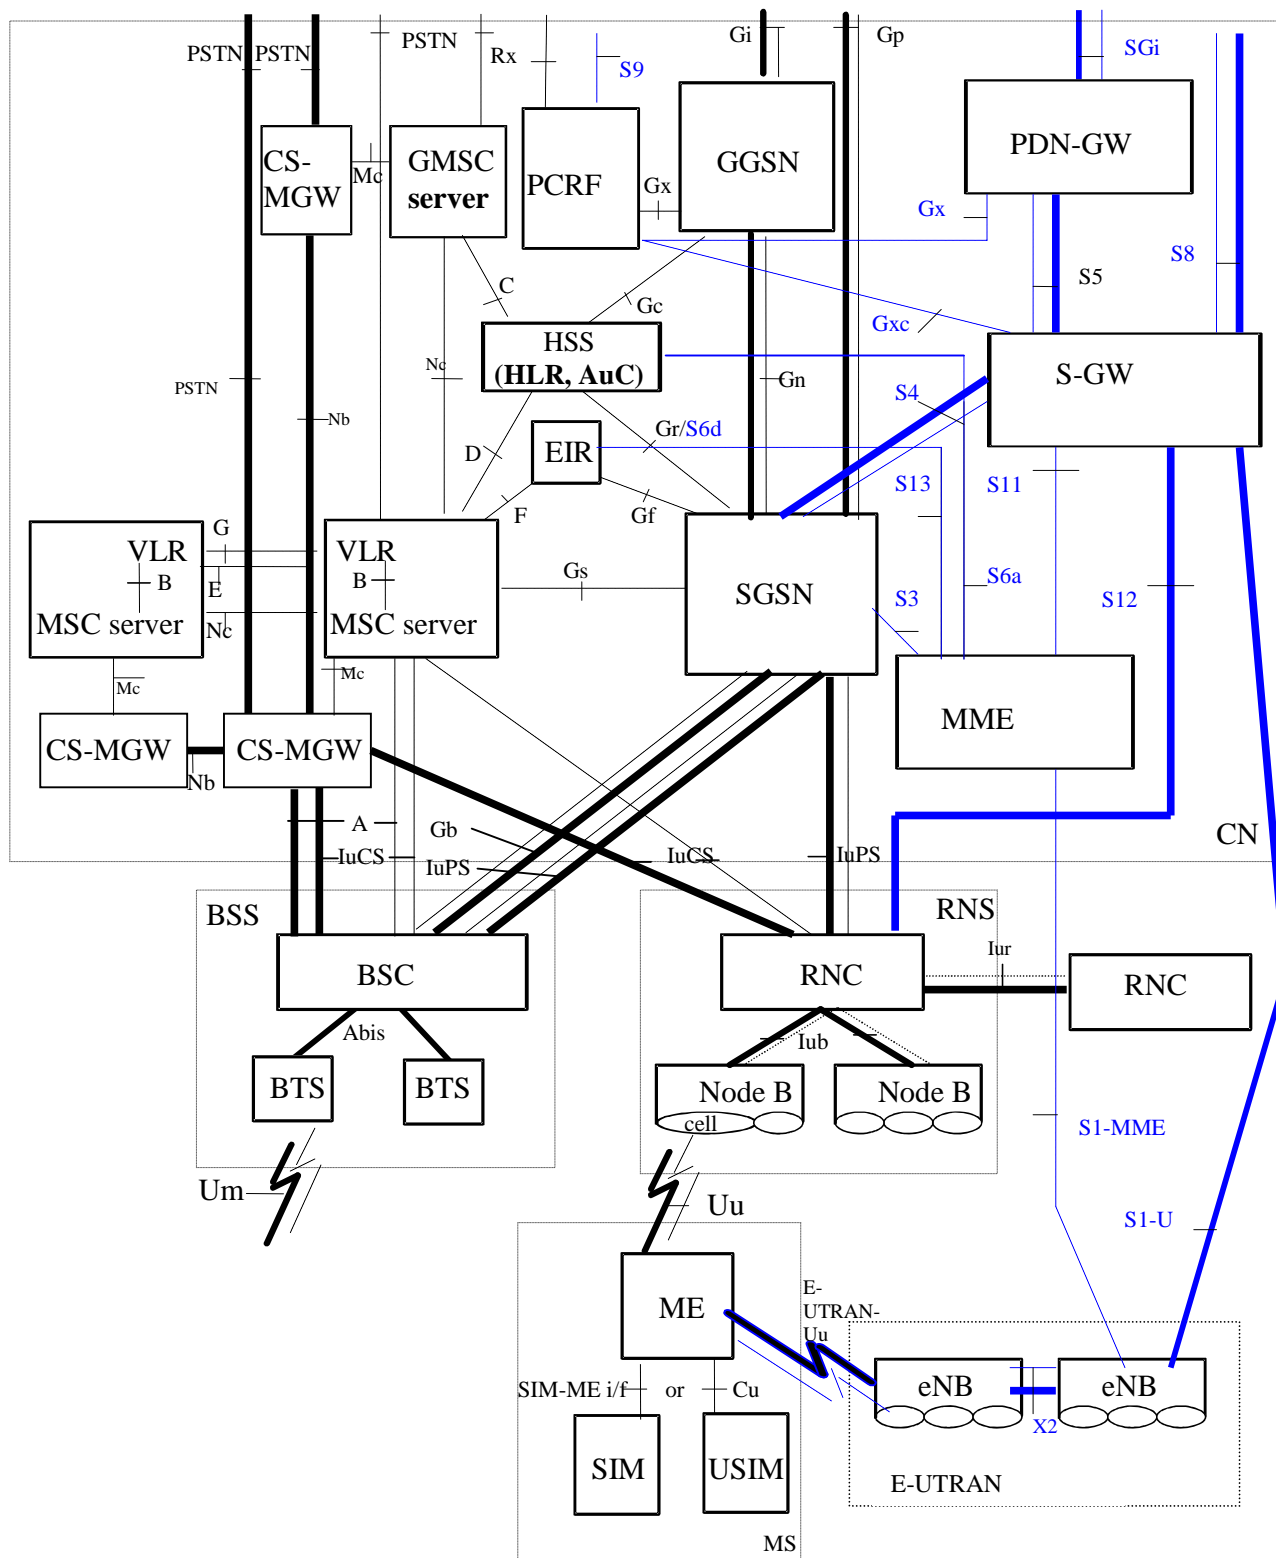 PSTN
PSTN
PSTN
Rx
S9
Gi
Gp
SGi
CS-
MGW
Mc
GMSC
server
PCRF
Gx
GGSN
PDN-GW
Gx
S8
C
Gc
S5
Gxc
HSS
(HLR, AuC)
Nc
PSTN
Gn
S-GW
S4
Nb
Gr/S6d
D
EIR
S13
S11
F
Gf
G
VLR
B
E
MSC server
Nc
VLR
B
MSC server
Gs
SGSN
S3
S6a
S12
Mc
Mc
MME
CS-MGW
CS-MGW
Nb
A
Gb
CN
IuCS
IuPS
IuCS
IuPS
BSS
RNS
BSC
RNC
Iur
RNC
Abis
Iub
BTS
BTS
Node B
Node B
cell
S1-MME
Um
Uu
S1-U
ME
E-
UTRAN-
Uu
SIM-ME i/f
or
Cu
eNB
eNB
X2
SIM
USIM
E-UTRAN
MS